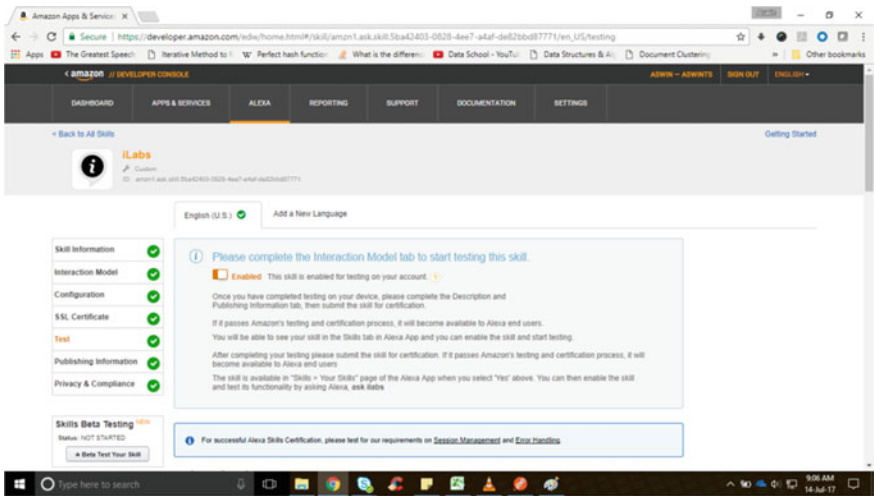 Amazon Apps & Services
Secure | https://developer.amazon.com/edw/home.html#/skill/amzn1.ask.skill.5ba42403-0628-4ee7-a4af-de82bbd87771/en_US/testing
Apps The Greatest Speech Iterative Method to W Perfect hash function What is the differenc Data School - YouTu Data Structures & Al Document Clustering » Other bookmarks
< amazon // DEVELOPER CONSOLE ASWIN – ASWINTS SIGN OUT ENGLISH
DASHBOARD APPS & SERVICES ALEXA REPORTING SUPPORT DOCUMENTATION SETTINGS
« Back to All Skills Getting Started
iLabs
Custom
ID: amzn1.ask.skill.5ba42403-0628-4ee7-a4af-de82bbd87771
English (U.S.) Add a New Language
Skill Information
Interaction Model
Configuration
SSL Certificate
Test
Publishing Information
Privacy & Compliance
Please complete the Interaction Model tab to start testing this skill.
Enabled This skill is enabled for testing on your account.
Once you have completed testing on your device, please complete the Description and
Publishing Information tab, then submit the skill for certification.
If it passes Amazon's testing and certification process, it will become available to Alexa end users.
You will be able to see your skill in the Skills tab in Alexa App and you can enable the skill and start testing.
After completing your testing please submit the skill for certification. If it passes Amazon's testing and certification process, it will
become available to Alexa end users
The skill is available in "Skills > Your Skills" page of the Alexa App when you select 'Yes' above. You can then enable the skill
and test its functionality by asking Alexa, ask ilabs
Skills Beta Testing NEW
Status: NOT STARTED
Beta Test Your Skill
For successful Alexa Skills Certification, please test for our requirements on Session Management and Error Handling.
Type here to search
9:06 AM
14-Jul-17